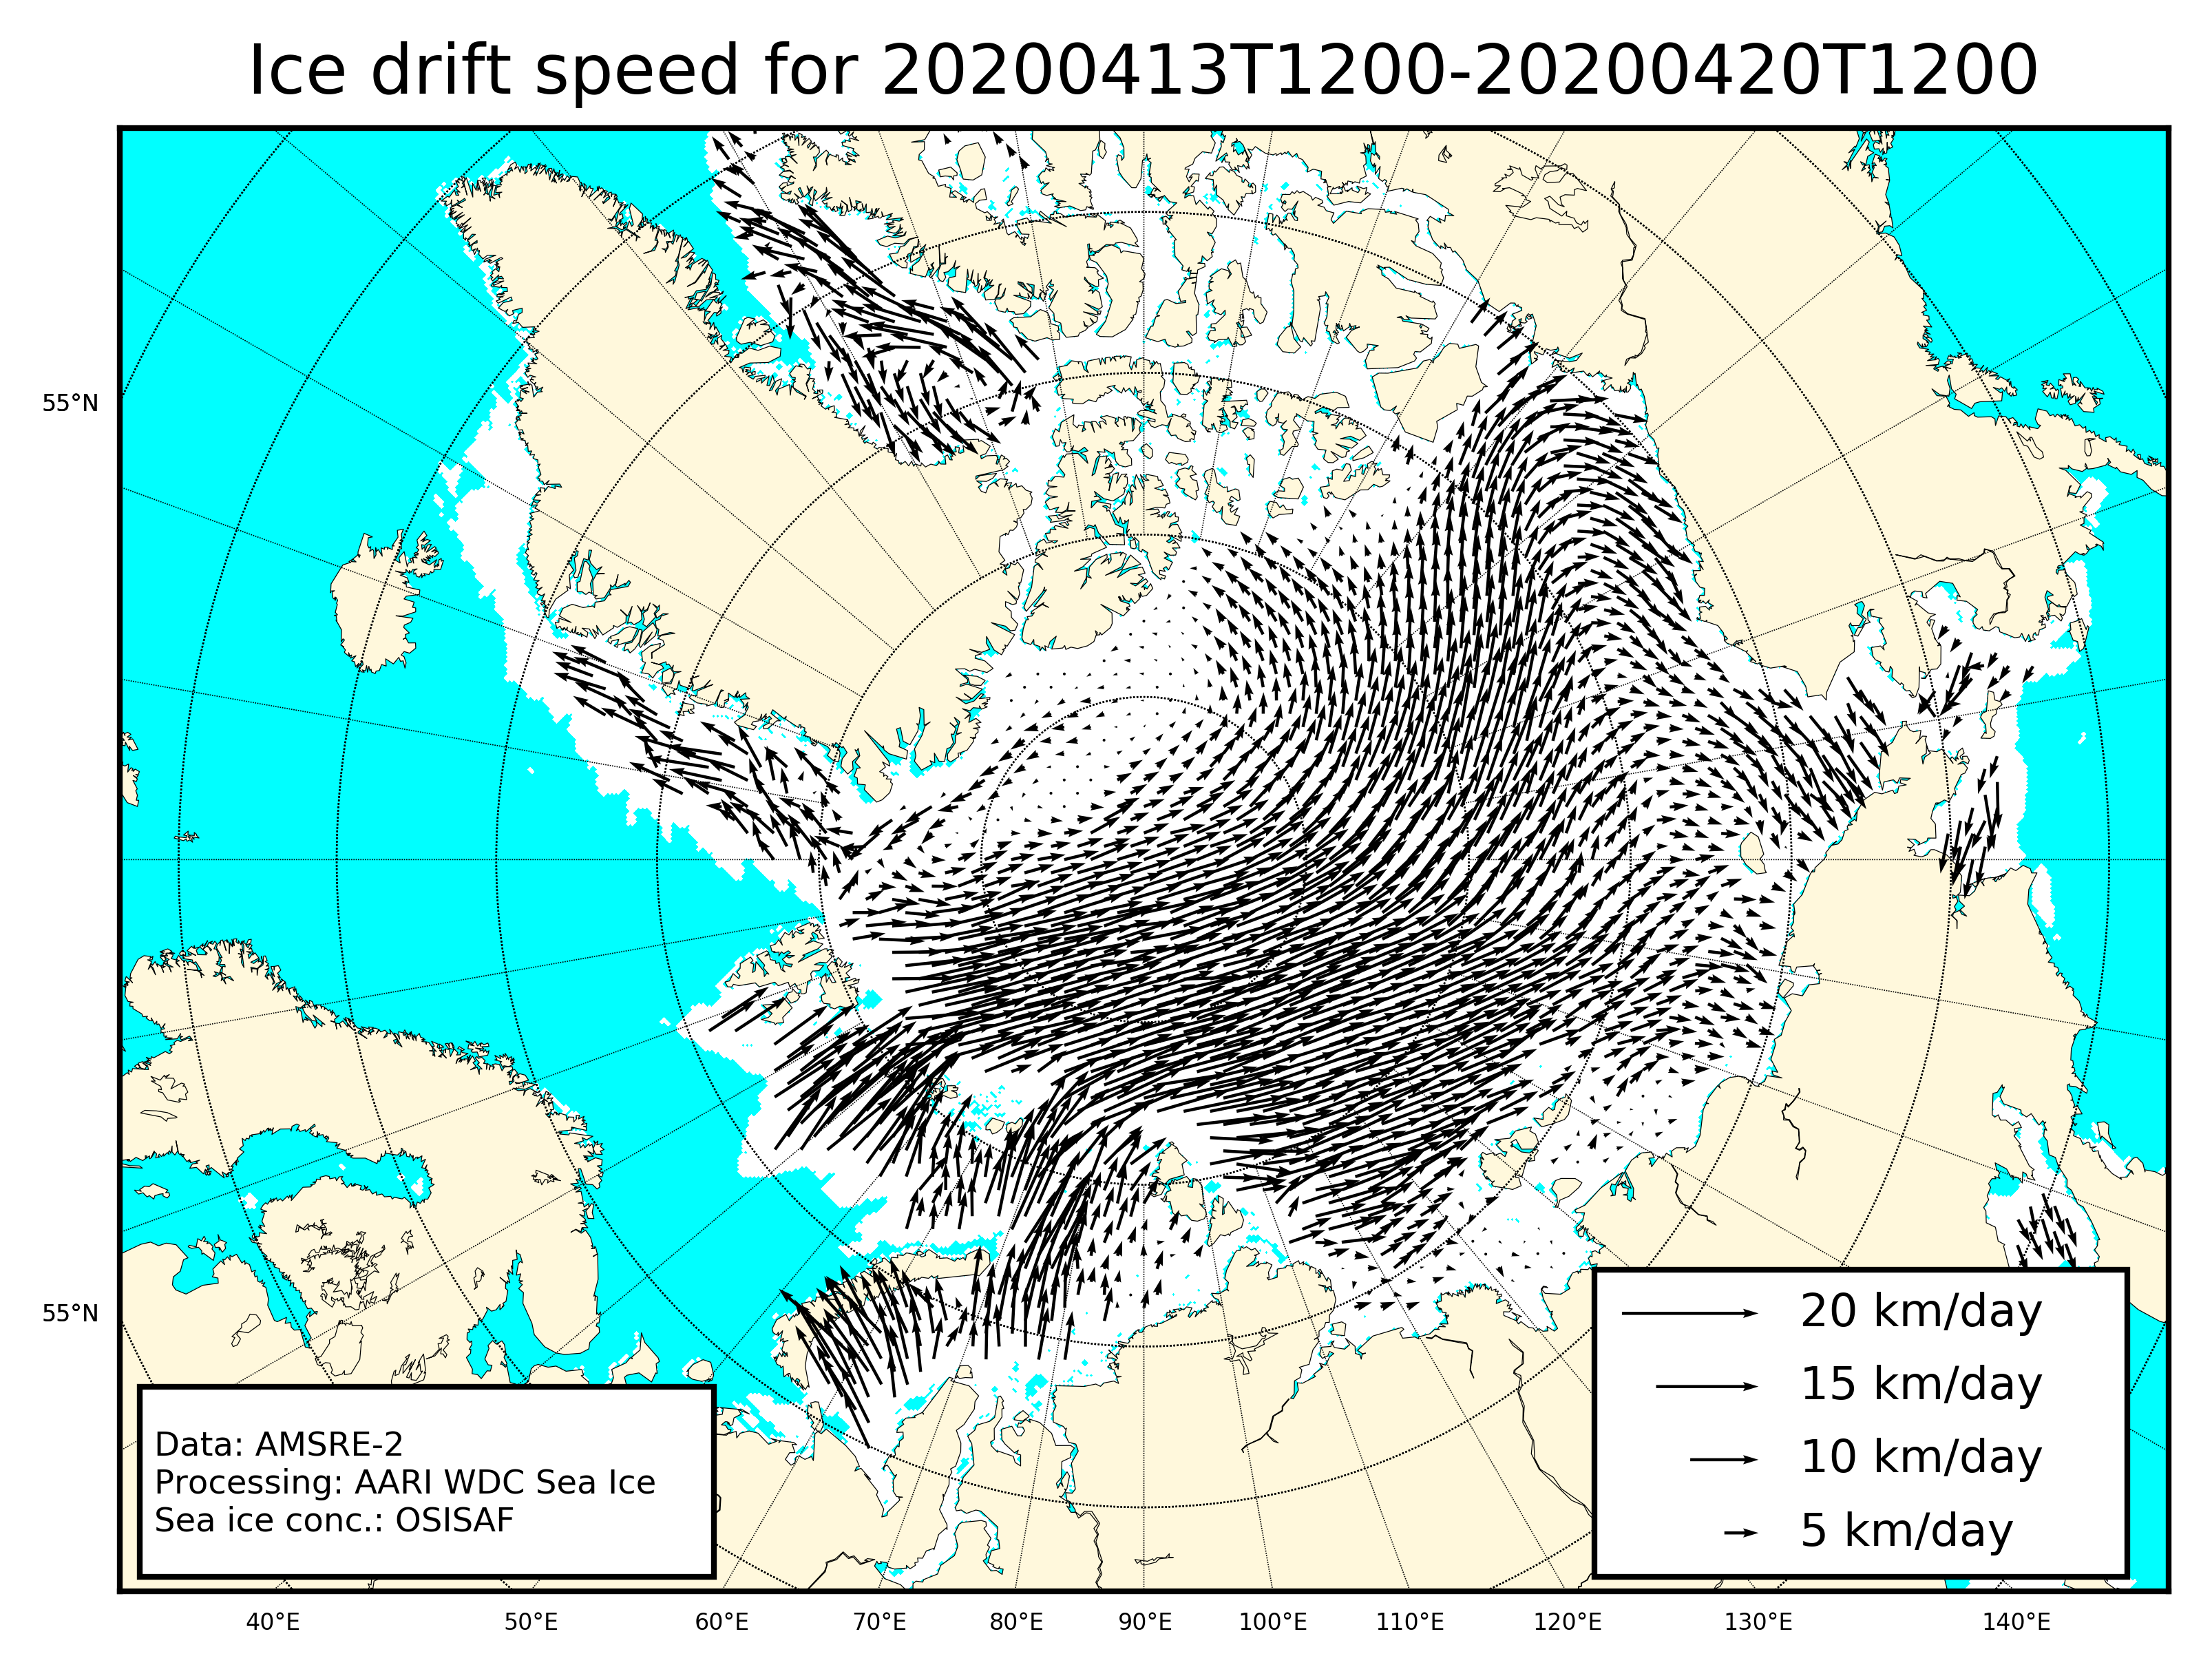 Ice drift speed for 20200413T1200-20200420T1200
55°N
55°N
20 km/day
15 km/day
10 km/day
5 km/day
Data: AMSRE-2
Processing: AARI WDC Sea Ice
Sea ice conc.: OSISAF
40°E 50°E 60°E 70°E 80°E 90°E 100°E 110°E 120°E 130°E 140°E